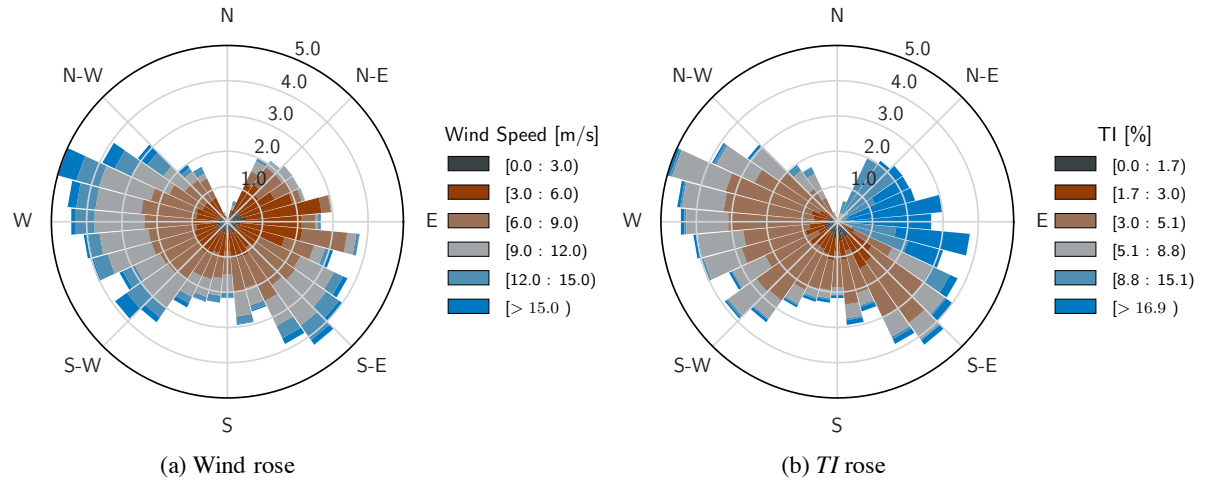 N
N-E
E
S-E
S
S-W
W
N-W
5.0
4.0
3.0
2.0
1.0
Wind Speed [m/s]
[0.0 : 3.0)
[3.0 : 6.0)
[6.0 : 9.0)
[9.0 : 12.0)
[12.0 : 15.0)
[> 15.0 )
(a) Wind rose
N
N-E
E
S-E
S
S-W
W
N-W
5.0
4.0
3.0
2.0
1.0
TI [%]
[0.0 : 1.7)
[1.7 : 3.0)
[3.0 : 5.1)
[5.1 : 8.8)
[8.8 : 15.1)
[> 16.9 )
(b) TI rose